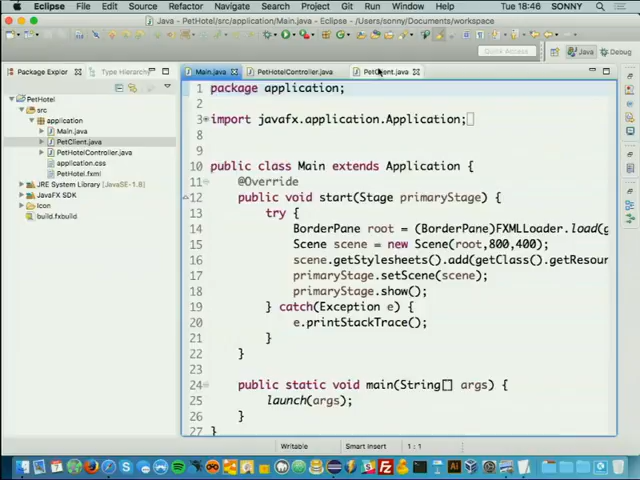 Eclipse File Edit Source Refactor Navigate Search Project Git Run Window Help Tue 18:46 SONNY
PetHotel/src/application/Main.java - Eclipse - /Users/sonny/Documents/workspace
Quick Access Java Debug
Package Explor Type Hierarchy
Main.java PetHotelController.java PetClient.java
PetHotel
src
application
Main.java
PetClient.java
PetHotelController.java
application.css
PetHotel.fxml
JRE System Library [JavaSE-1.8]
JavaFX SDK
icon
build.fxbuild
1 package application;
2
3 import javafx.application.Application;
8
9
10 public class Main extends Application {
11 @Override
12 public void start(Stage primaryStage) {
13 try {
14 BorderPane root = (BorderPane)FXMLLoader.load(g
15 Scene scene = new Scene(root,800,400);
16 scene.getStylesheets().add(getClass().getResour
17 primaryStage.setScene(scene);
18 primaryStage.show();
19 } catch(Exception e) {
20 e.printStackTrace();
21 }
22 }
23
24 public static void main(String[] args) {
25 launch(args);
26 }
27
Writable Smart Insert 1 : 1